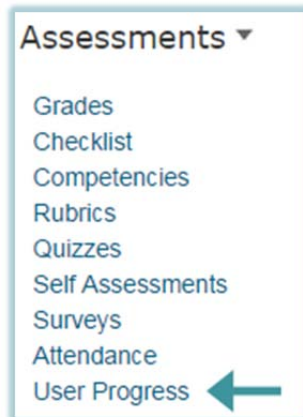 Assessments
Grades
Checklist
Competencies
Rubrics
Quizzes
Self Assessments
Surveys
Attendance
User Progress